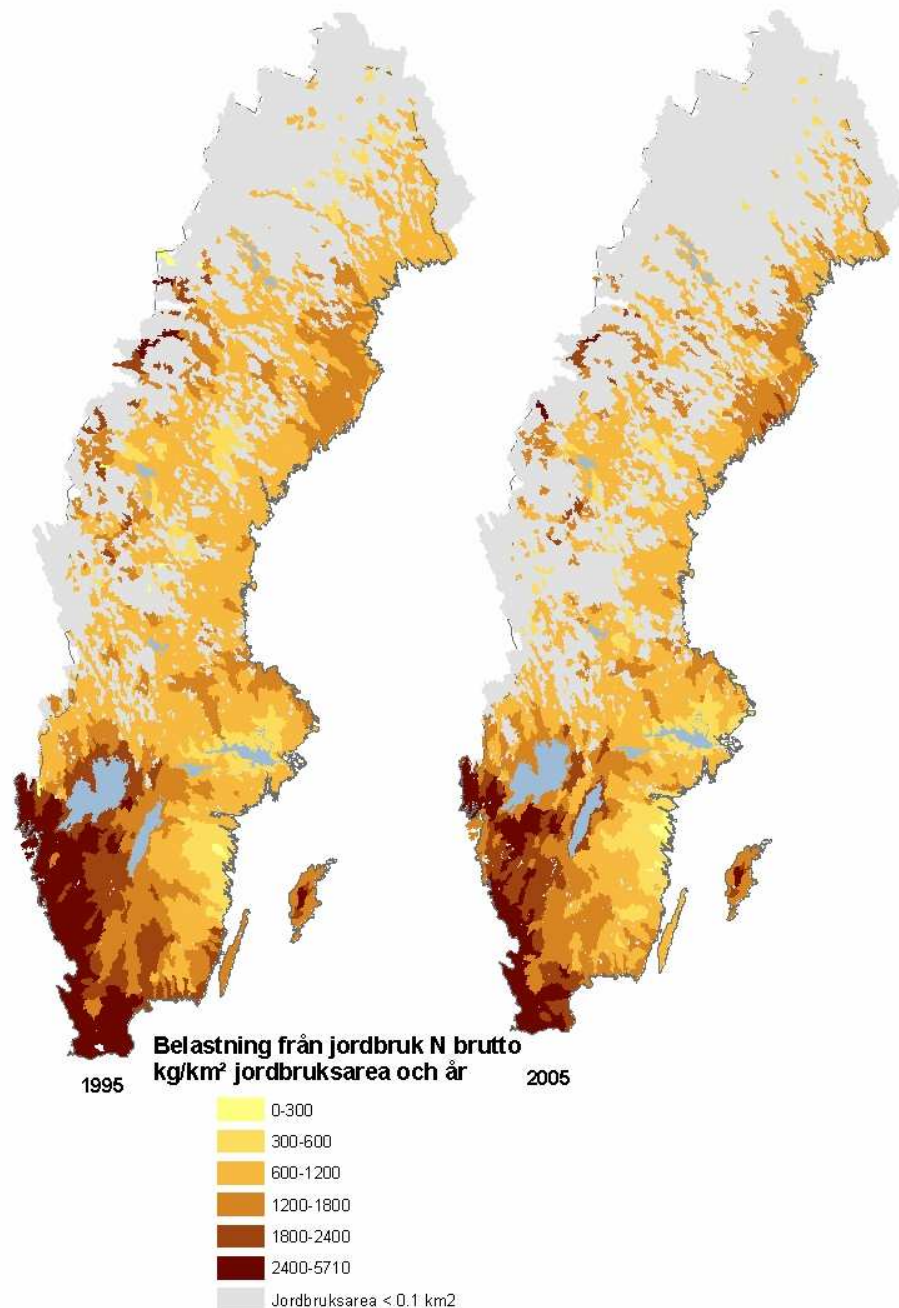 Belastning från jordbruk N brutto
kg/km² jordbruksarea och år
1995
2005
0-300
300-600
600-1200
1200-1800
1800-2400
2400-5710
Jordbruksarea < 0.1 km2